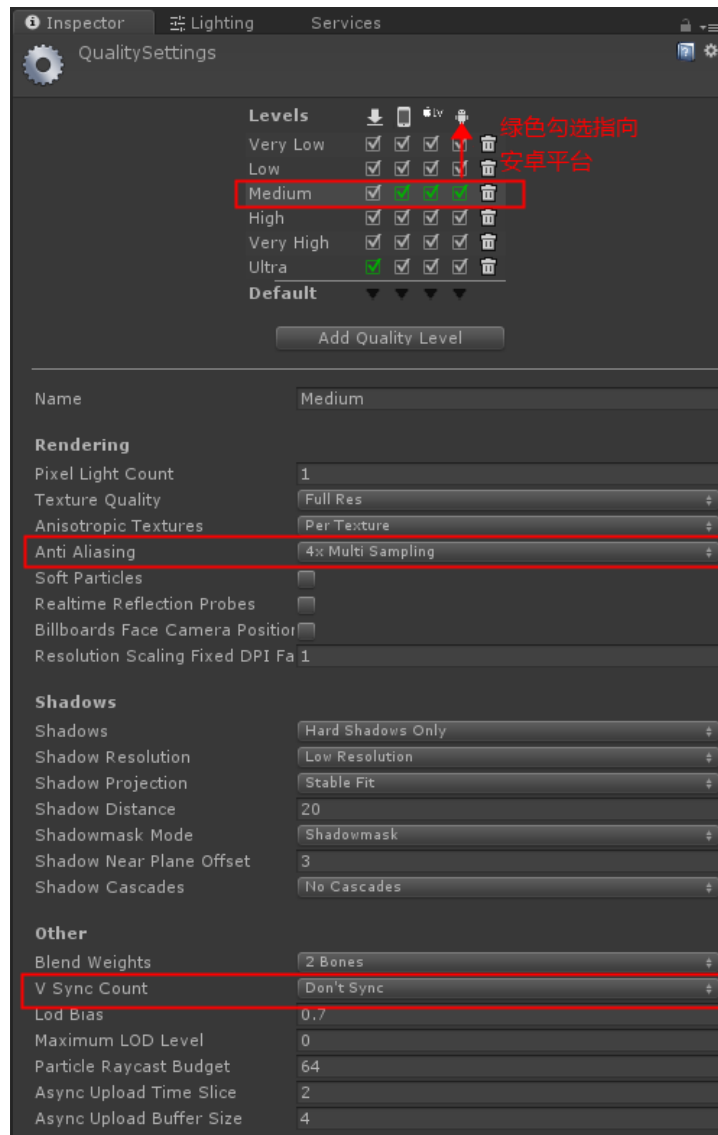 Inspector Lighting Services
QualitySettings
Levels tv
绿色勾选指向
Very Low
安卓平台
Low
Medium
High
Very High
Ultra
Default
Add Quality Level
Name Medium
Rendering
Pixel Light Count 1
Texture Quality Full Res
Anisotropic Textures Per Texture
Anti Aliasing 4x Multi Sampling
Soft Particles
Realtime Reflection Probes
Billboards Face Camera Position
Resolution Scaling Fixed DPI Fa 1
Shadows
Shadows Hard Shadows Only
Shadow Resolution Low Resolution
Shadow Projection Stable Fit
Shadow Distance 20
Shadowmask Mode Shadowmask
Shadow Near Plane Offset 3
Shadow Cascades No Cascades
Other
Blend Weights 2 Bones
V Sync Count Don't Sync
Lod Bias 0.7
Maximum LOD Level 0
Particle Raycast Budget 64
Async Upload Time Slice 2
Async Upload Buffer Size 4